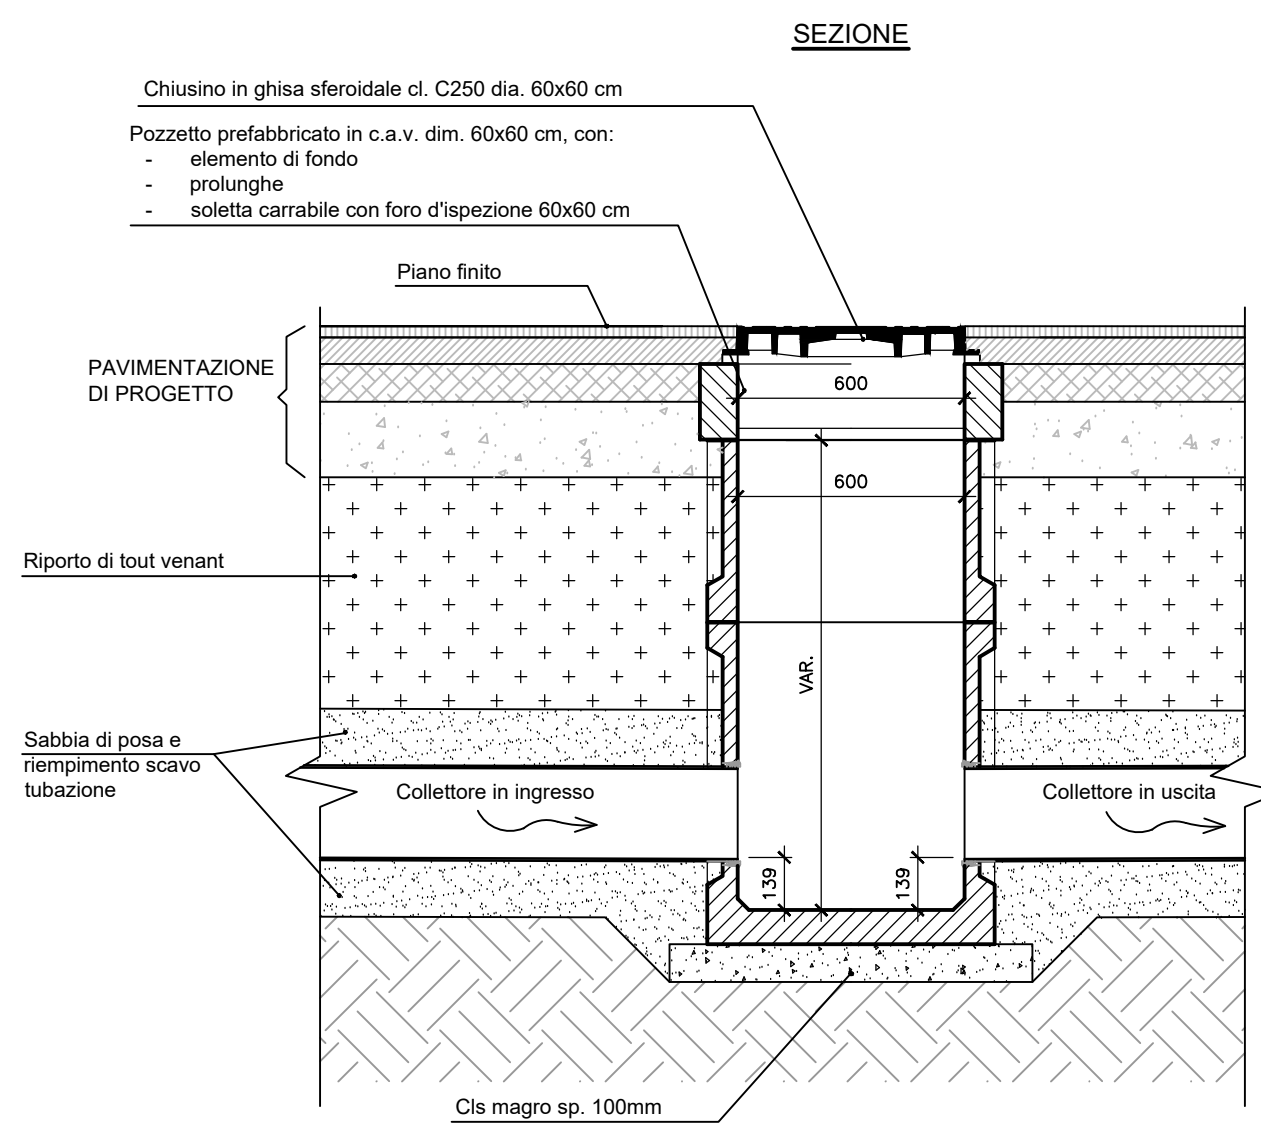 SEZIONE
Chiusino in ghisa sferoidale cl. C250 dia. 60x60 cm
Pozzetto prefabbricato in c.a.v. dim. 60x60 cm, con:
- elemento di fondo
- prolunghe
- soletta carrabile con foro d'ispezione 60x60 cm
Piano finito
PAVIMENTAZIONE
DI PROGETTO
600
600
Riporto di tout venant
VAR.
Sabbia di posa e
riempimento scavo
tubazione
Collettore in ingresso
Collettore in uscita
139
139
Cls magro sp. 100mm